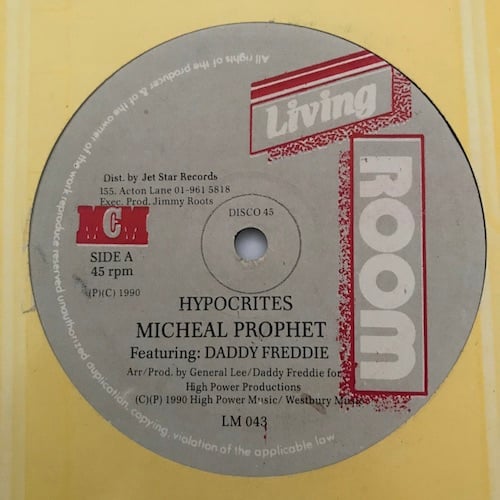 All rights of the producer & of the owner of the work reproduce reserved unauthorized duplication, copying, violation of the applicable law
Living
ROOM
Dist. by Jet Star Records
155. Acton Lane 01-961 5818
Exec. Prod. Jimmy Roots
MCM
DISCO 45
SIDE A
45 rpm
(P)(C) 1990
HYPOCRITES
MICHEAL PROPHET
Featuring: DADDY FREDDIE
Arr/Prod. by General Lee/Daddy Freddie for
High Power Productions
(C)(P) 1990 High Power Music/ Westbury Music
LM 043